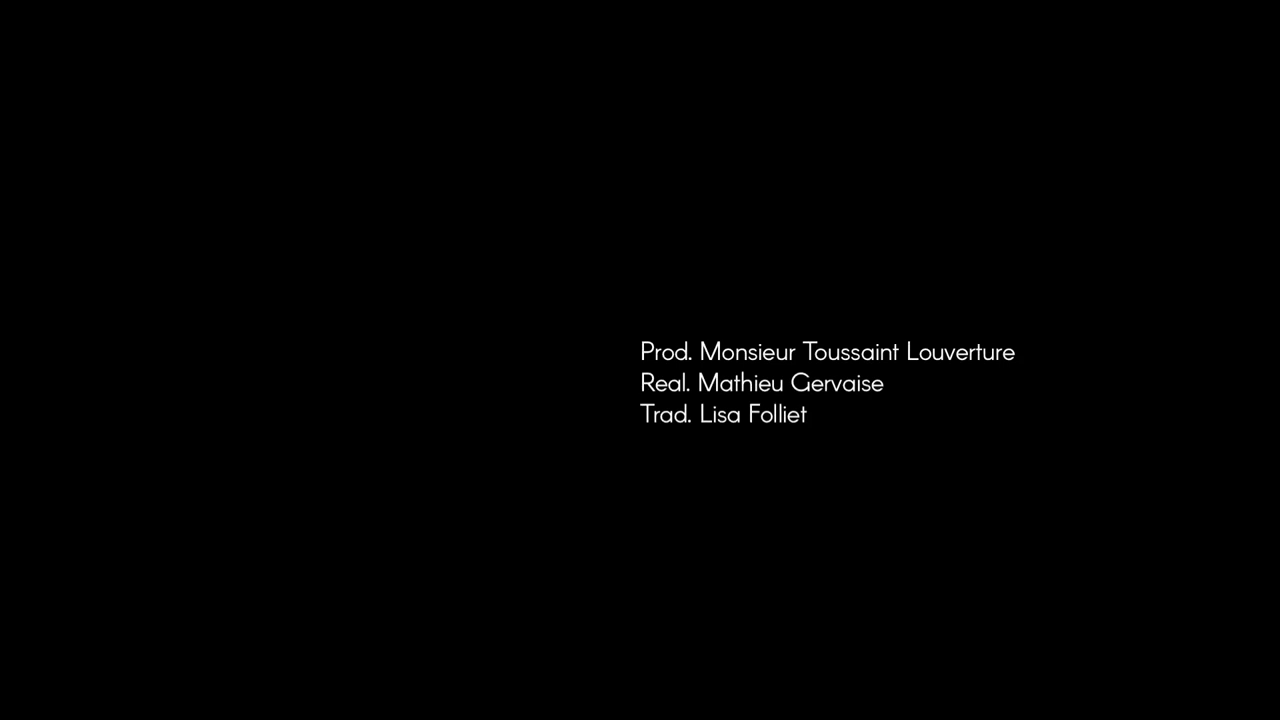 Prod. Monsieur Toussaint Louverture
Real. Mathieu Gervaise
Trad. Lisa Folliet